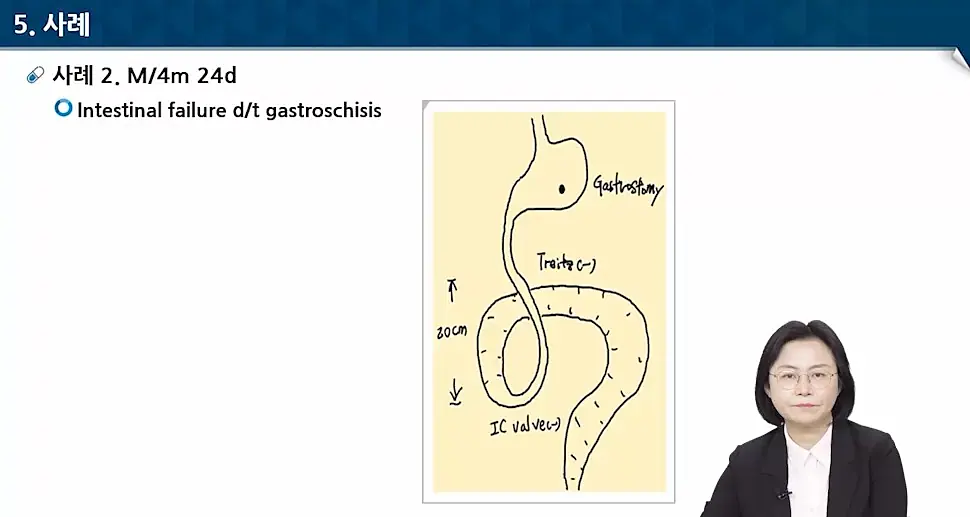 5. 사례
사례 2. M/4m 24d
Intestinal failure d/t gastroschisis
Gastrostomy
Treitz(-)
20cm
IC valve(-)